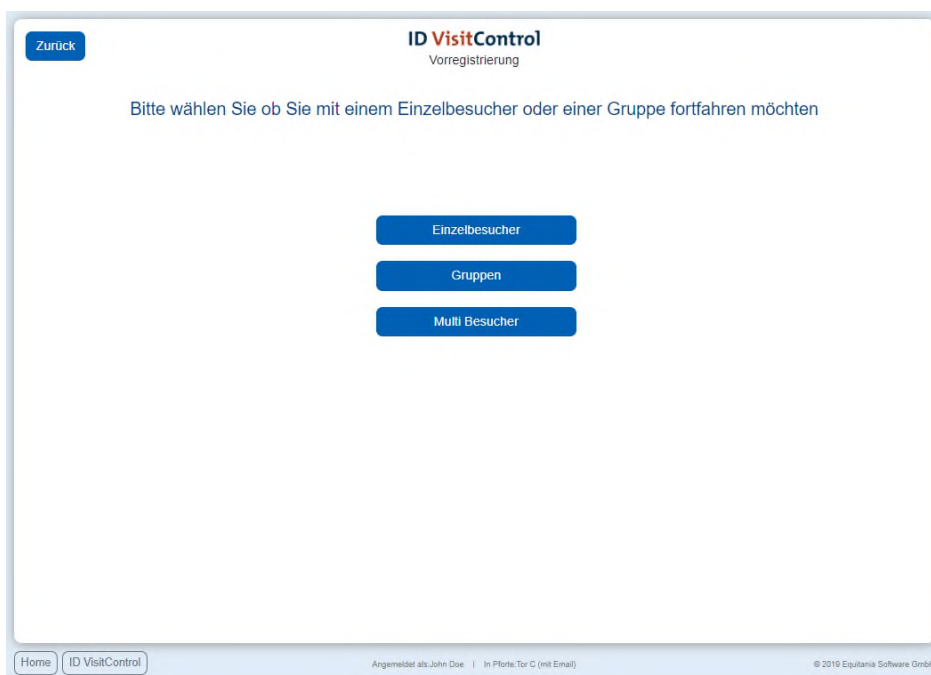 Zurück
ID VisitControl
Vorregistrierung
Bitte wählen Sie ob Sie mit einem Einzelbesucher oder einer Gruppe fortfahren möchten
Einzelbesucher
Gruppen
Multi Besucher
Home
ID VisitControl
Angemeldet als:John Doe | In Pforte:Tor C (mit Email)
© 2019 Equitania Software GmbH